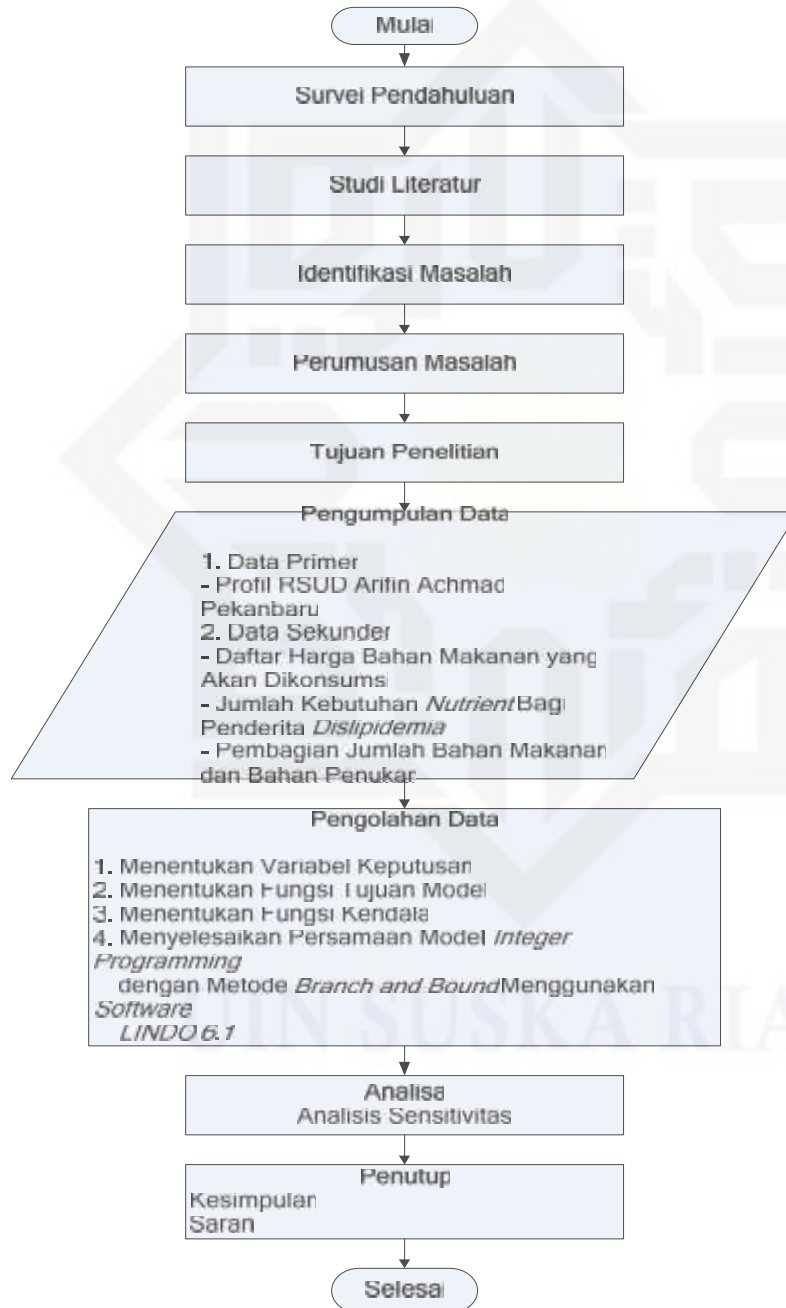 Mulai
Survei Pendahuluan
Studi Literatur
Identifikasi Masalah
Perumusan Masalah
Tujuan Penelitian
Pengumpulan Data
1. Data Primer
- Profil RSUD Arifin Achmad
Pekanbaru
2. Data Sekunder
- Daftar Harga Bahan Makanan yang
Akan Dikonsumsi
- Jumlah Kebutuhan Nutrient Bagi
Penderita Dislipidemia
- Pembagian Jumlah Bahan Makanan
dan Bahan Penukar
Pengolahan Data
1. Menentukan Variabel Keputusan
2. Menentukan Fungsi Tujuan Model
3. Menentukan Fungsi Kendala
4. Menyelesaikan Persamaan Model Integer
Programming
dengan Metode Branch and Bound Menggunakan
Software
LINDO 6.1
UIN SUSKA RIA
Analisa
Analisis Sensitivitas
Penutup
Kesimpulan
Saran
Selesai